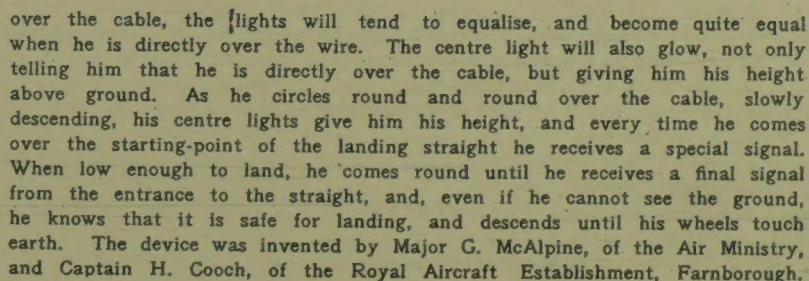 over the cable, the lights will tend to equalise, and become quite equal
when he is directly over the wire. The centre light will also glow, not only
telling him that he is directly over the cable, but giving him his height
above ground. As he circles round and round over the cable, slowly
descending, his centre lights give him his height, and every time he comes
over the starting-point of the landing straight he receives a special signal.
When low enough to land, he comes round until he receives a final signal
from the entrance to the straight, and, even if he cannot see the ground,
he knows that it is safe for landing, and descends until his wheels touch
earth. The device was invented by Major G. McAlpine, of the Air Ministry,
and Captain H. Cooch, of the Royal Aircraft Establishment, Farnborough.